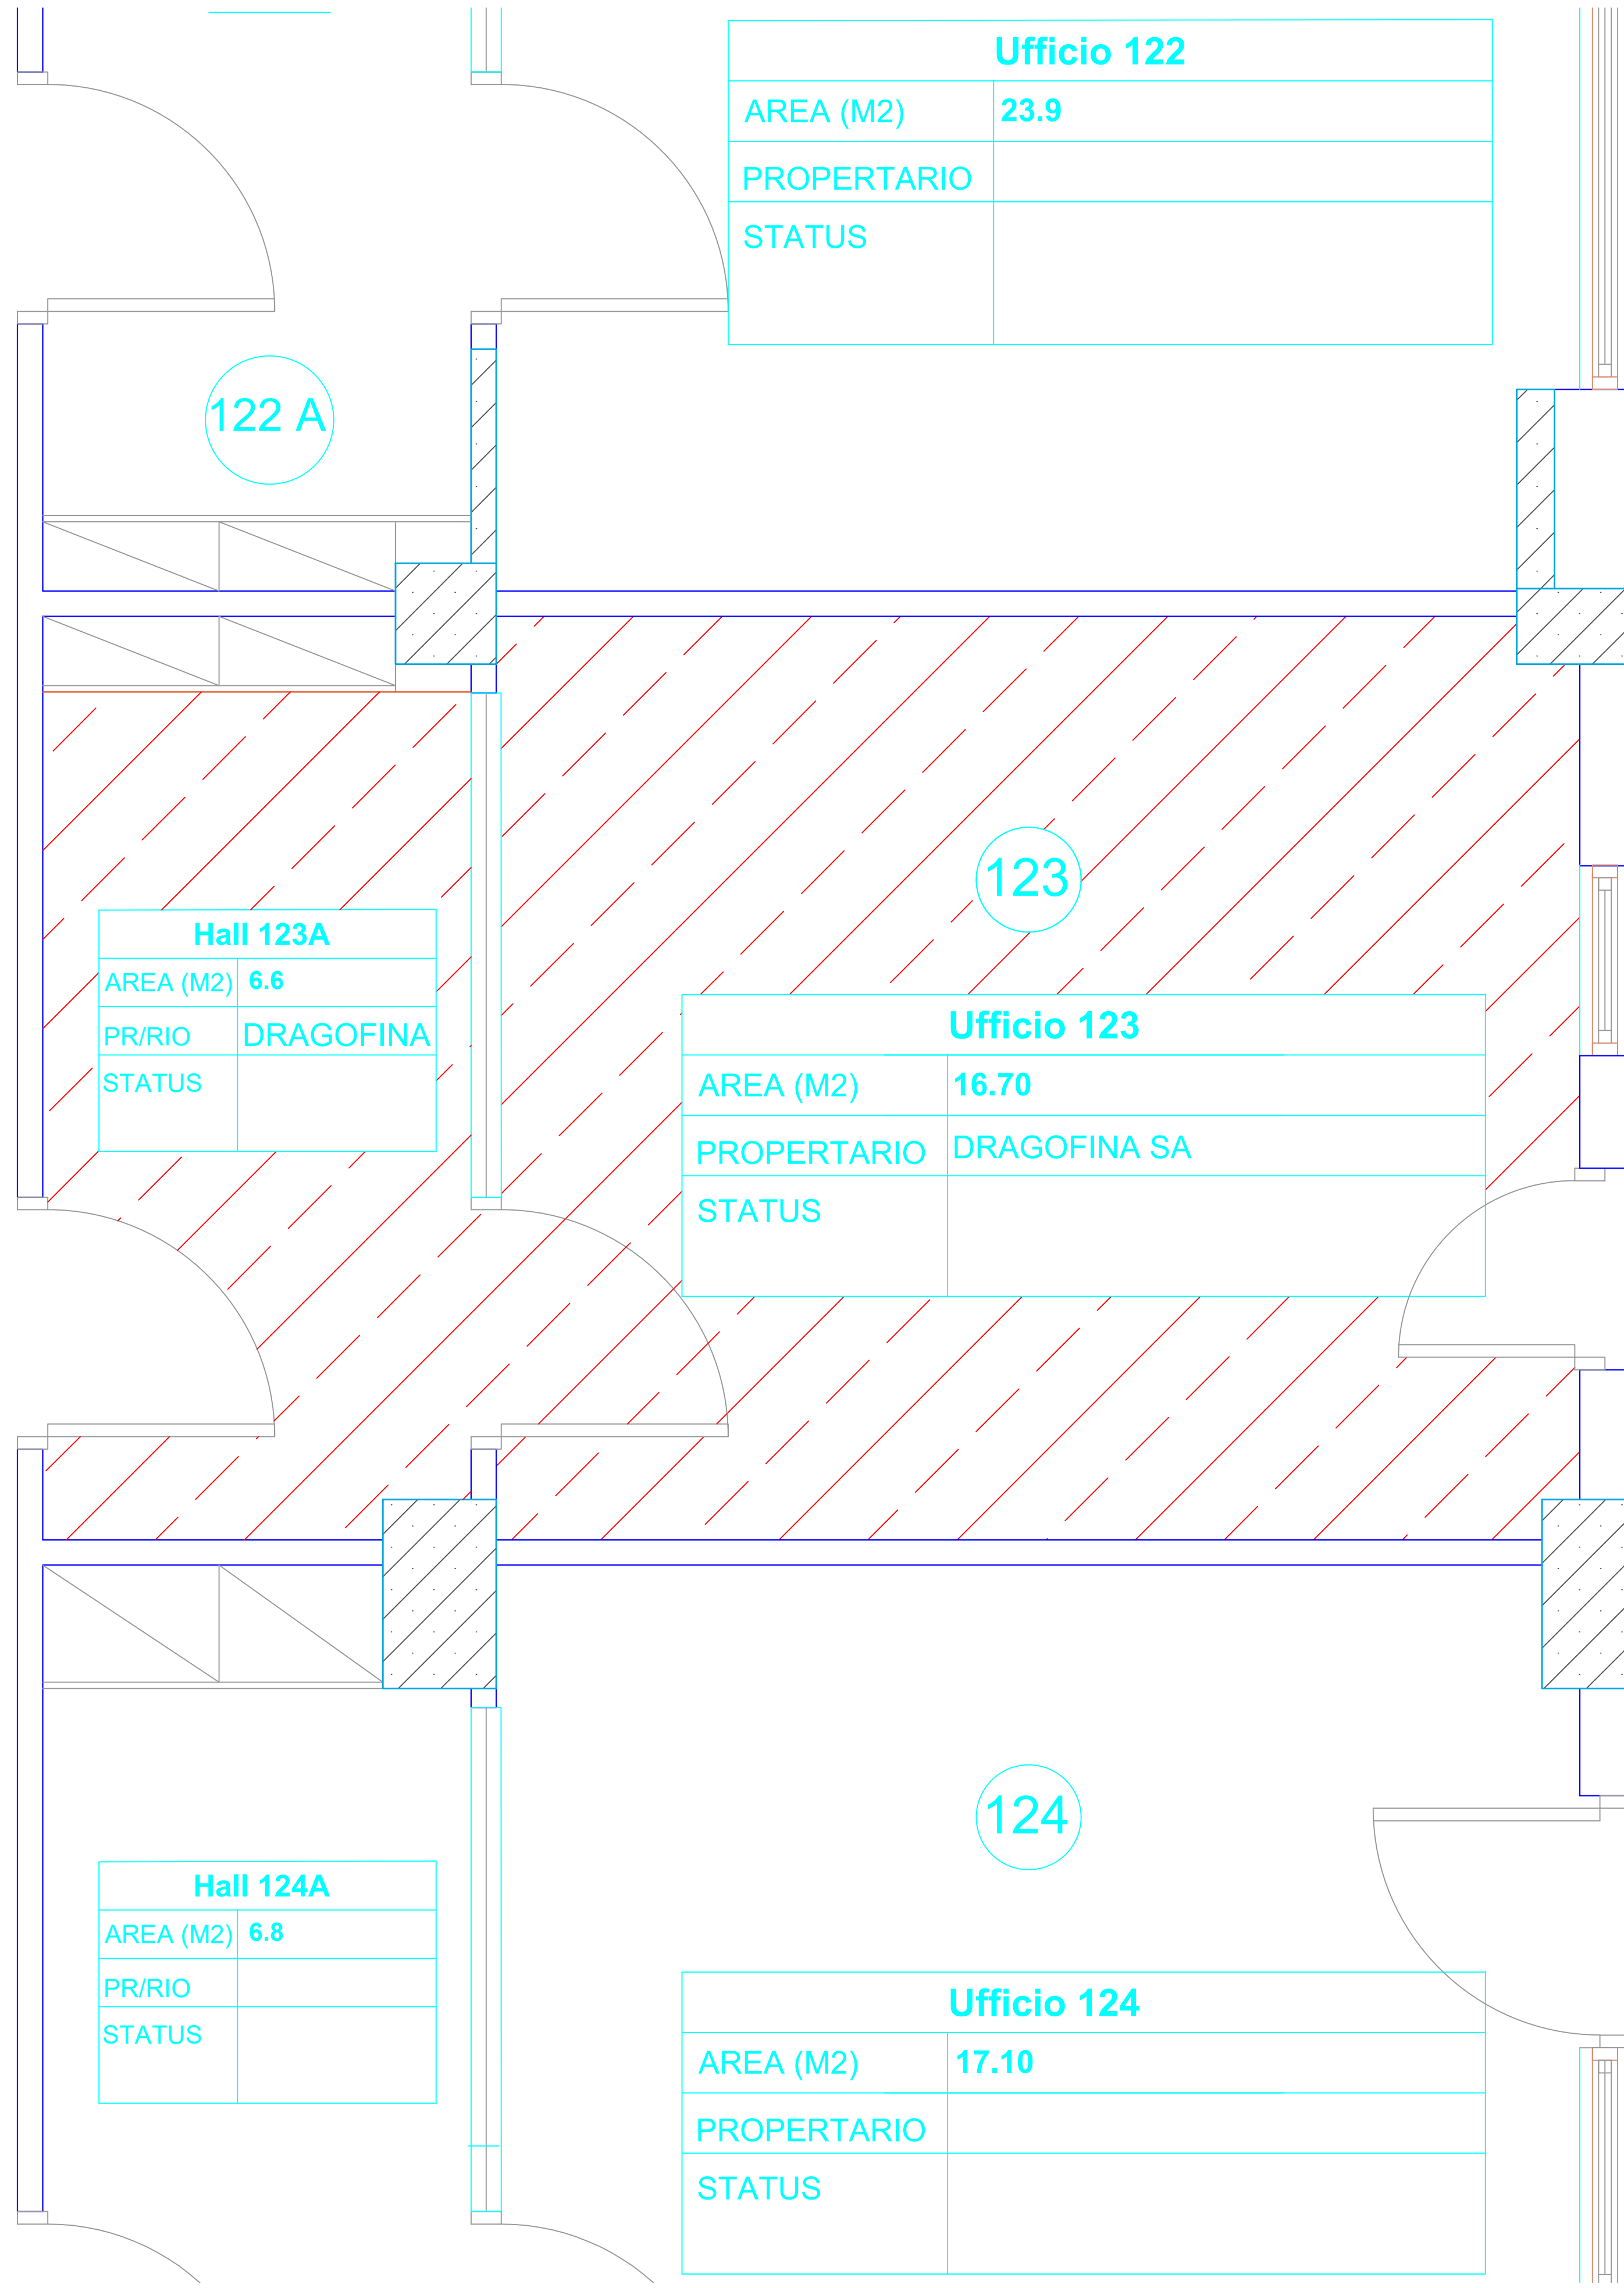 Ufficio 122
AREA (M2) 23.9
PROPERTARIO
STATUS
122 A
123
Hall 123A
AREA (M2) 6.6
PR/RIO DRAGOFINA
STATUS
Ufficio 123
AREA (M2) 16.70
PROPERTARIO DRAGOFINA SA
STATUS
124
Hall 124A
AREA (M2) 6.8
PR/RIO
STATUS
Ufficio 124
AREA (M2) 17.10
PROPERTARIO
STATUS